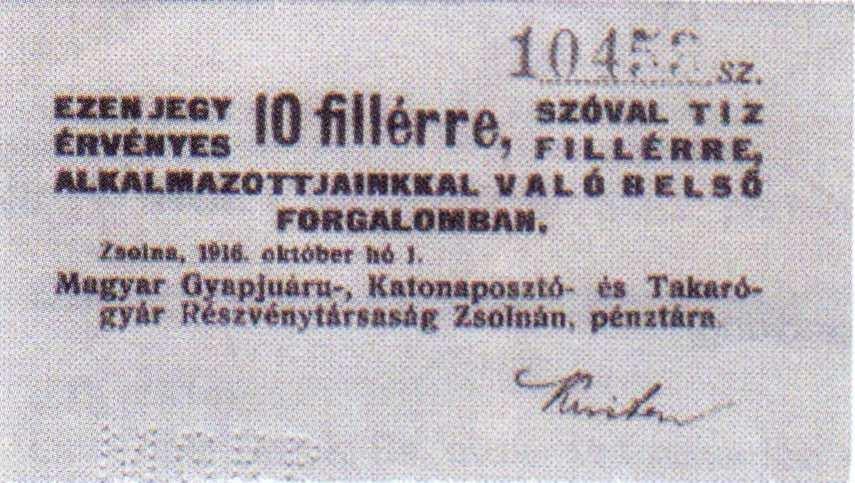 sz.
EZEN JEGY ÉRVÉNYES 10 fillérre, SZÓVAL TIZ FILLÉRRE,
ALKALMAZOTTJAINKKAL VALÓ BELSŐ
FORGALOMBAN.
Zsolna, 1916. október hó 1.
Magyar Gyapjuáru-, Katonaposztó- és Takaró-
gyár Részvénytársaság Zsolnán, pénztára.